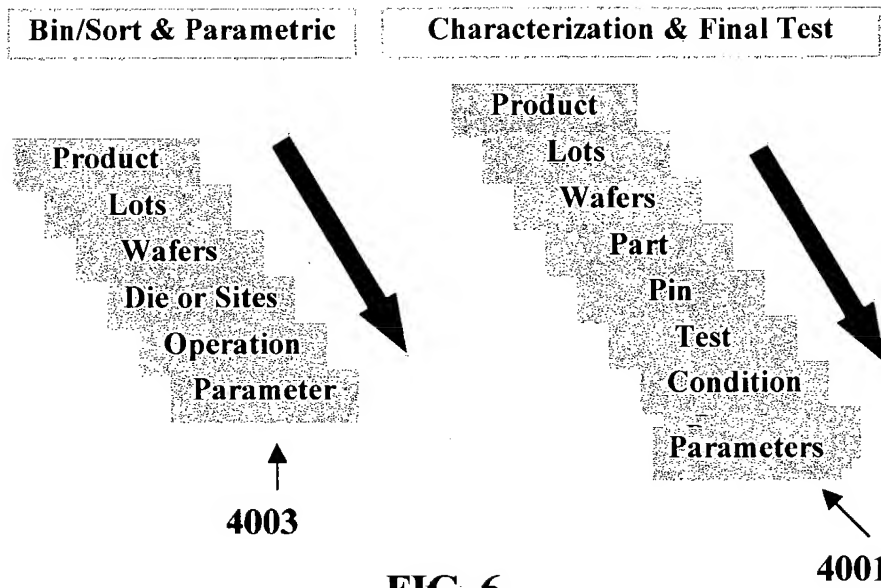 Bin/Sort & Parametric
Product
Lots
Wafers
Die or Sites
Operation
Parameter
4003
Characterization & Final Test
Product
Lots
Wafers
Part
Pin
Test
Condition
Parameters
4001
FIG. 6